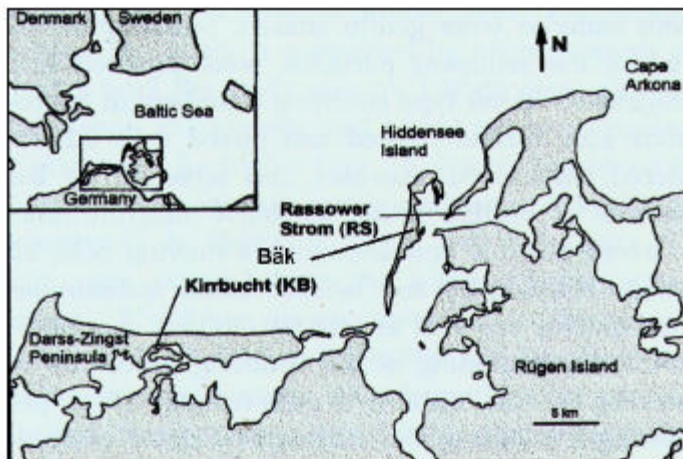 Denmark
Sweden
Baltic Sea
Germany
N
Cape
Arkona
Hiddensee
Island
Rassower
Strom (RS)
Bäk
Kirrbucht (KB)
Darss-Zingst
Peninsula
Rügen Island
5 km